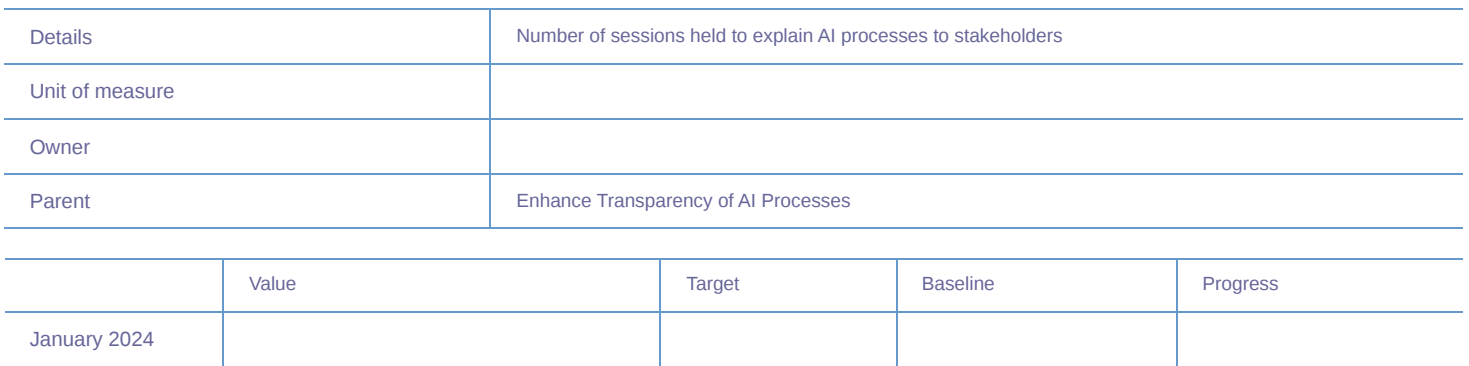 Details
Number of sessions held to explain AI processes to stakeholders
Unit of measure
Owner
Parent
Enhance Transparency of AI Processes
Value
Target
Baseline
Progress
January 2024